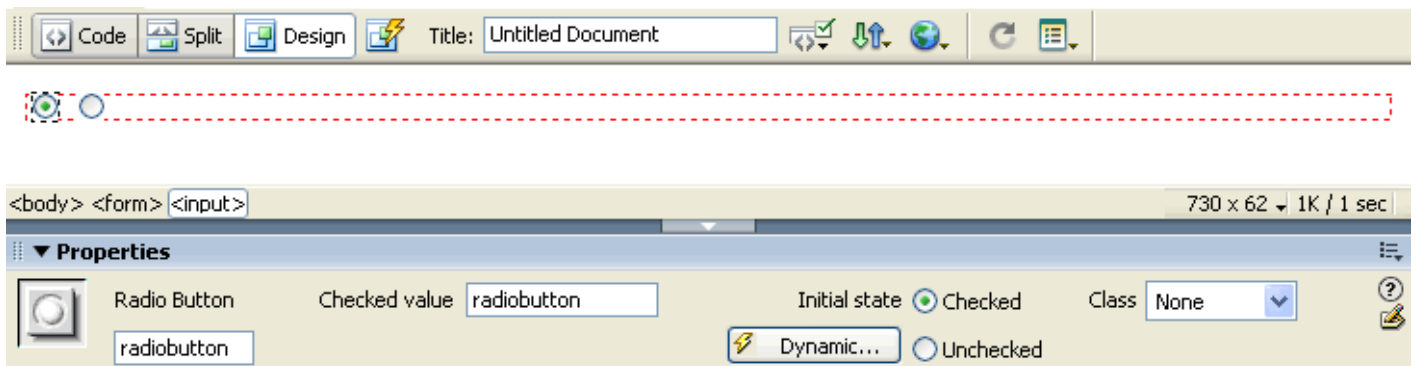 Code Split Design Title: Untitled Document
<body> <form> <input> 730 x 62 1K / 1 sec
Properties
Radio Button Checked value radiobutton Initial state Checked Class None ?
radiobutton Dynamic... Unchecked